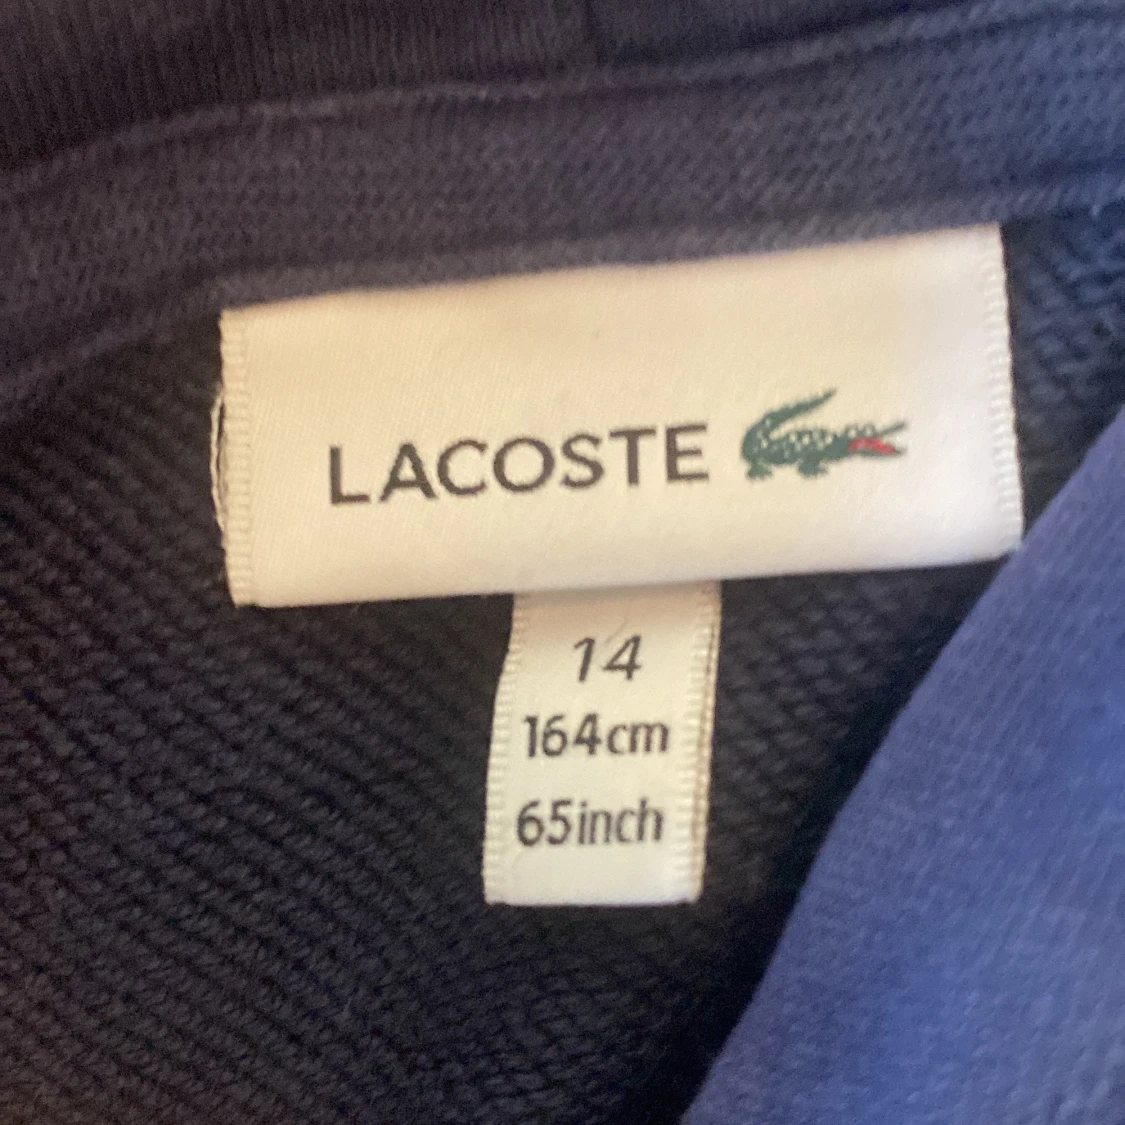 LACOSTE
14
164cm
65inch